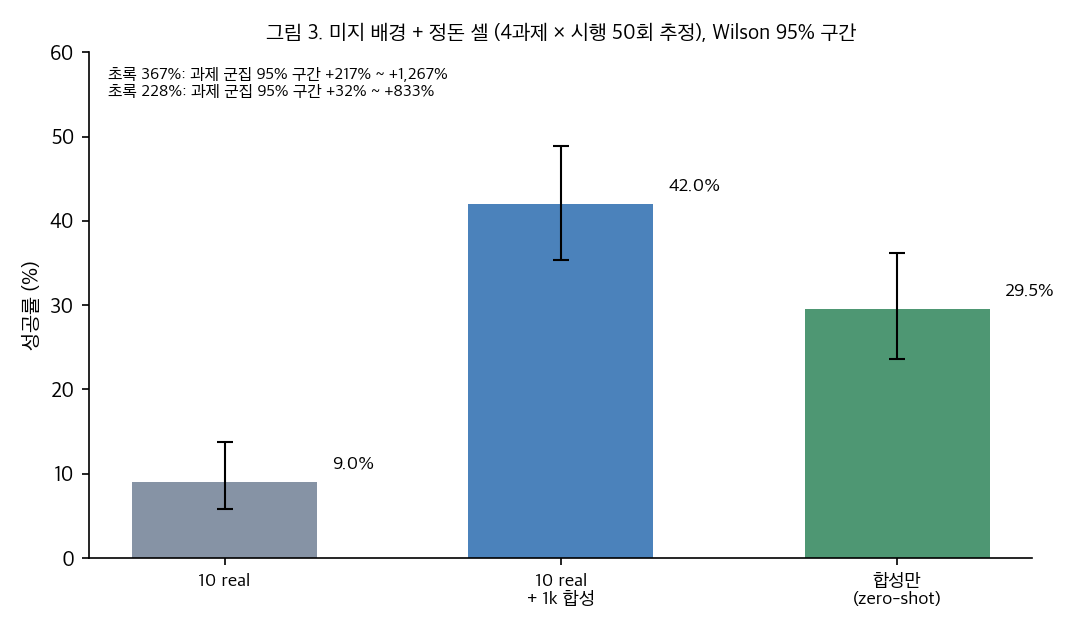 그림 3. 미지 배경 + 정돈 셀 (4과제 × 시행 50회 추정), Wilson 95% 구간
초록 367%: 과제 군집 95% 구간 +217% ~ +1,267%
초록 228%: 과제 군집 95% 구간 +32% ~ +833%
성공률 (%)
60
50
40
30
20
10
0
9.0%
42.0%
29.5%
10 real
10 real
+ 1k 합성
합성만
(zero-shot)